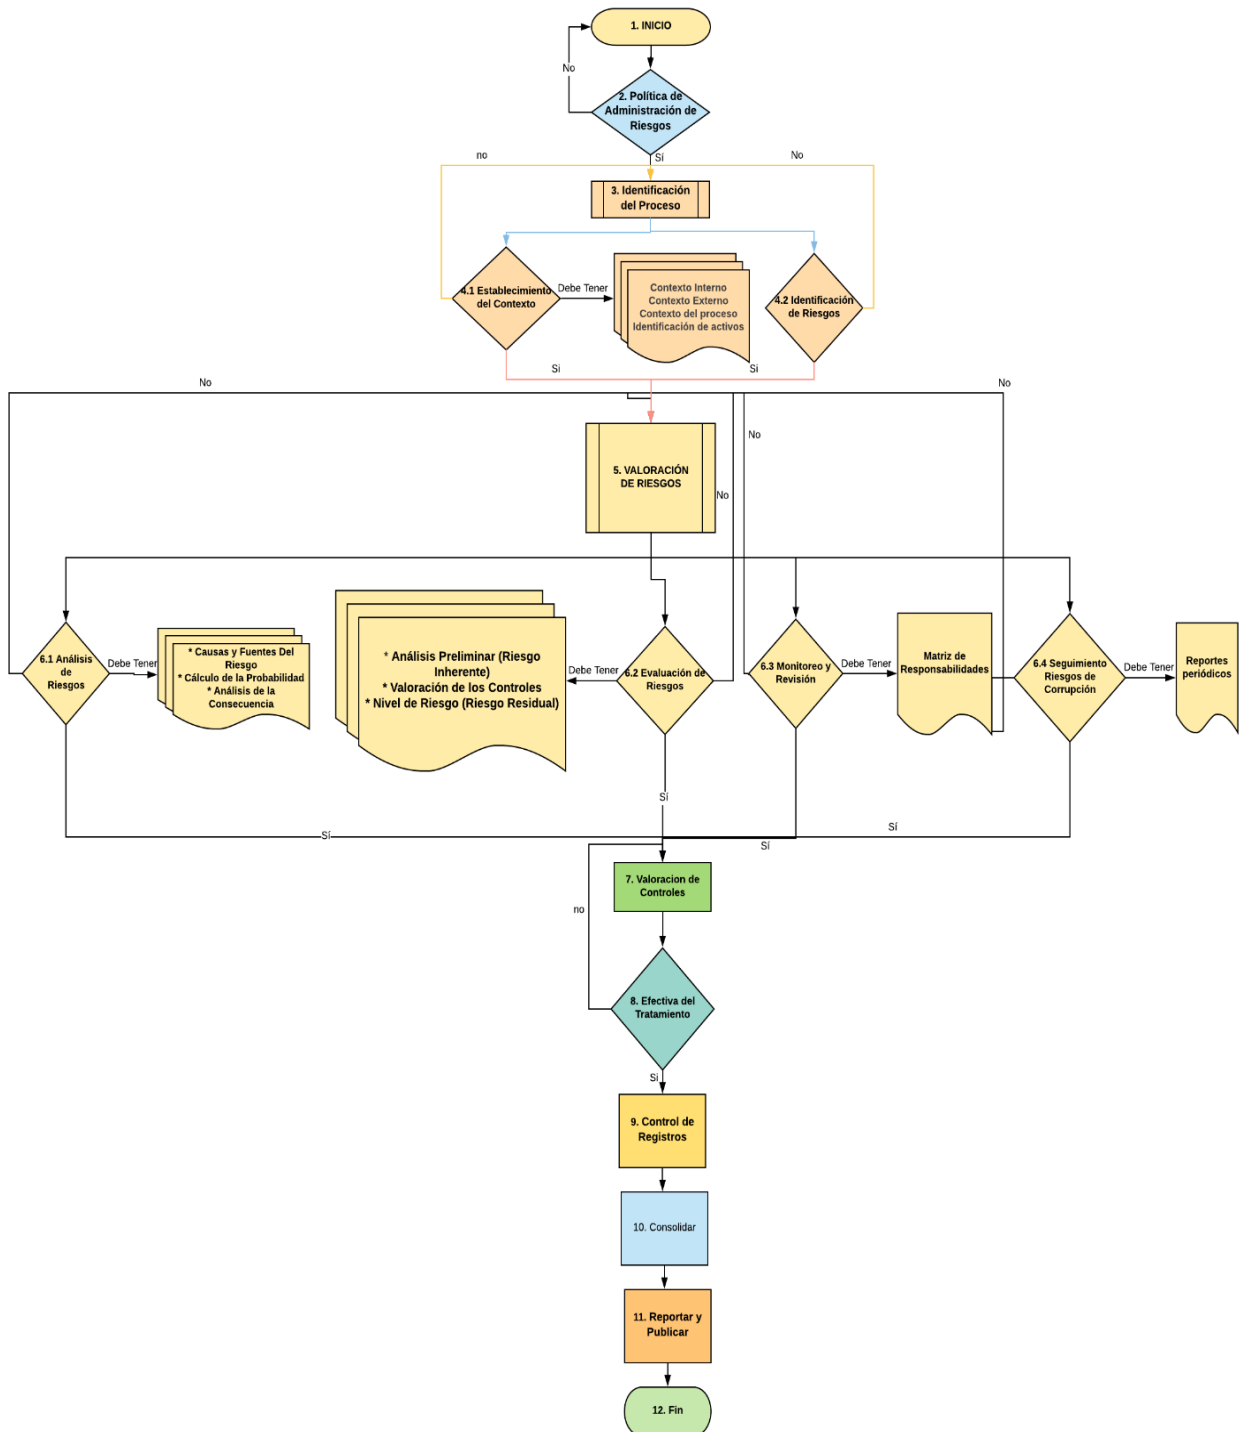 1. INICIO
No
2. Política de
Administración de
Riesgos
Sí
no
No
3. Identificación
del Proceso
4.1 Establecimiento
del Contexto
Debe Tener
Contexto Interno
Contexto Externo
Contexto del proceso
Identificación de activos
4.2 Identificación
de Riesgos
Si
Si
No
No
No
5. VALORACIÓN
DE RIESGOS
No
6.1 Análisis
de
Riesgos
Debe Tener
* Causas y Fuentes Del
Riesgo
* Cálculo de la Probabilidad
* Análisis de la
Consecuencia
* Análisis Preliminar (Riesgo
Inherente)
* Valoración de los Controles
* Nivel de Riesgo (Riesgo Residual)
Debe Tener
6.2 Evaluación de
Riesgos
6.3 Monitoreo y
Revisión
Debe Tener
Matriz de
Responsabilidades
6.4 Seguimiento
Riesgos de
Corrupción
Debe Tener
Reportes
periódicos
Sí
Sí
Sí
Sí
7. Valoracion de
Controles
no
8. Efectiva del
Tratamiento
Sí
9. Control de
Registros
10. Consolidar
11. Reportar y
Publicar
12. Fin